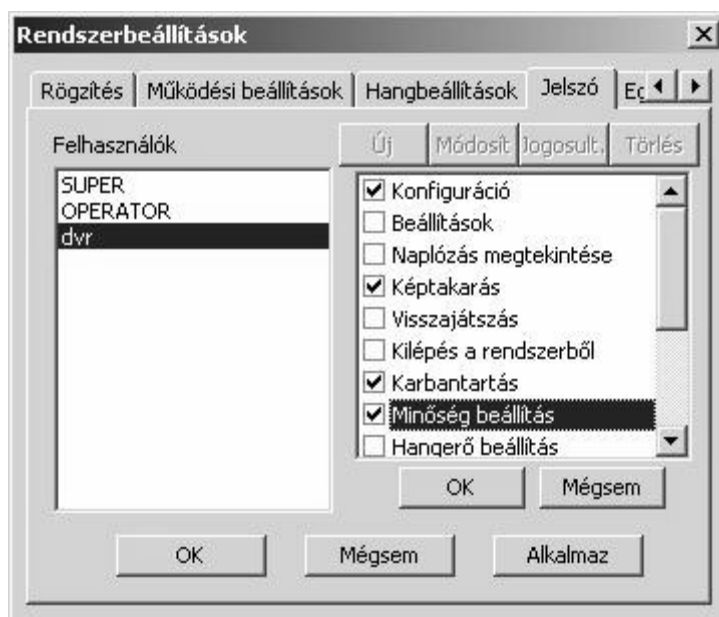 Rendszerbeállítások
Rögzítés Működési beállítások Hangbeállítások Jelszó
Felhasználók
Új Módosít Jogosult. Törlés
SUPER
OPERATOR
dvr
Konfiguráció
Beállítások
Naplózás megtekintése
Képtakarás
Visszajátszás
Kilépés a rendszerből
Karbantartás
Minőség beállítás
Hangerő beállítás
OK Mégsem
OK Mégsem Alkalmaz